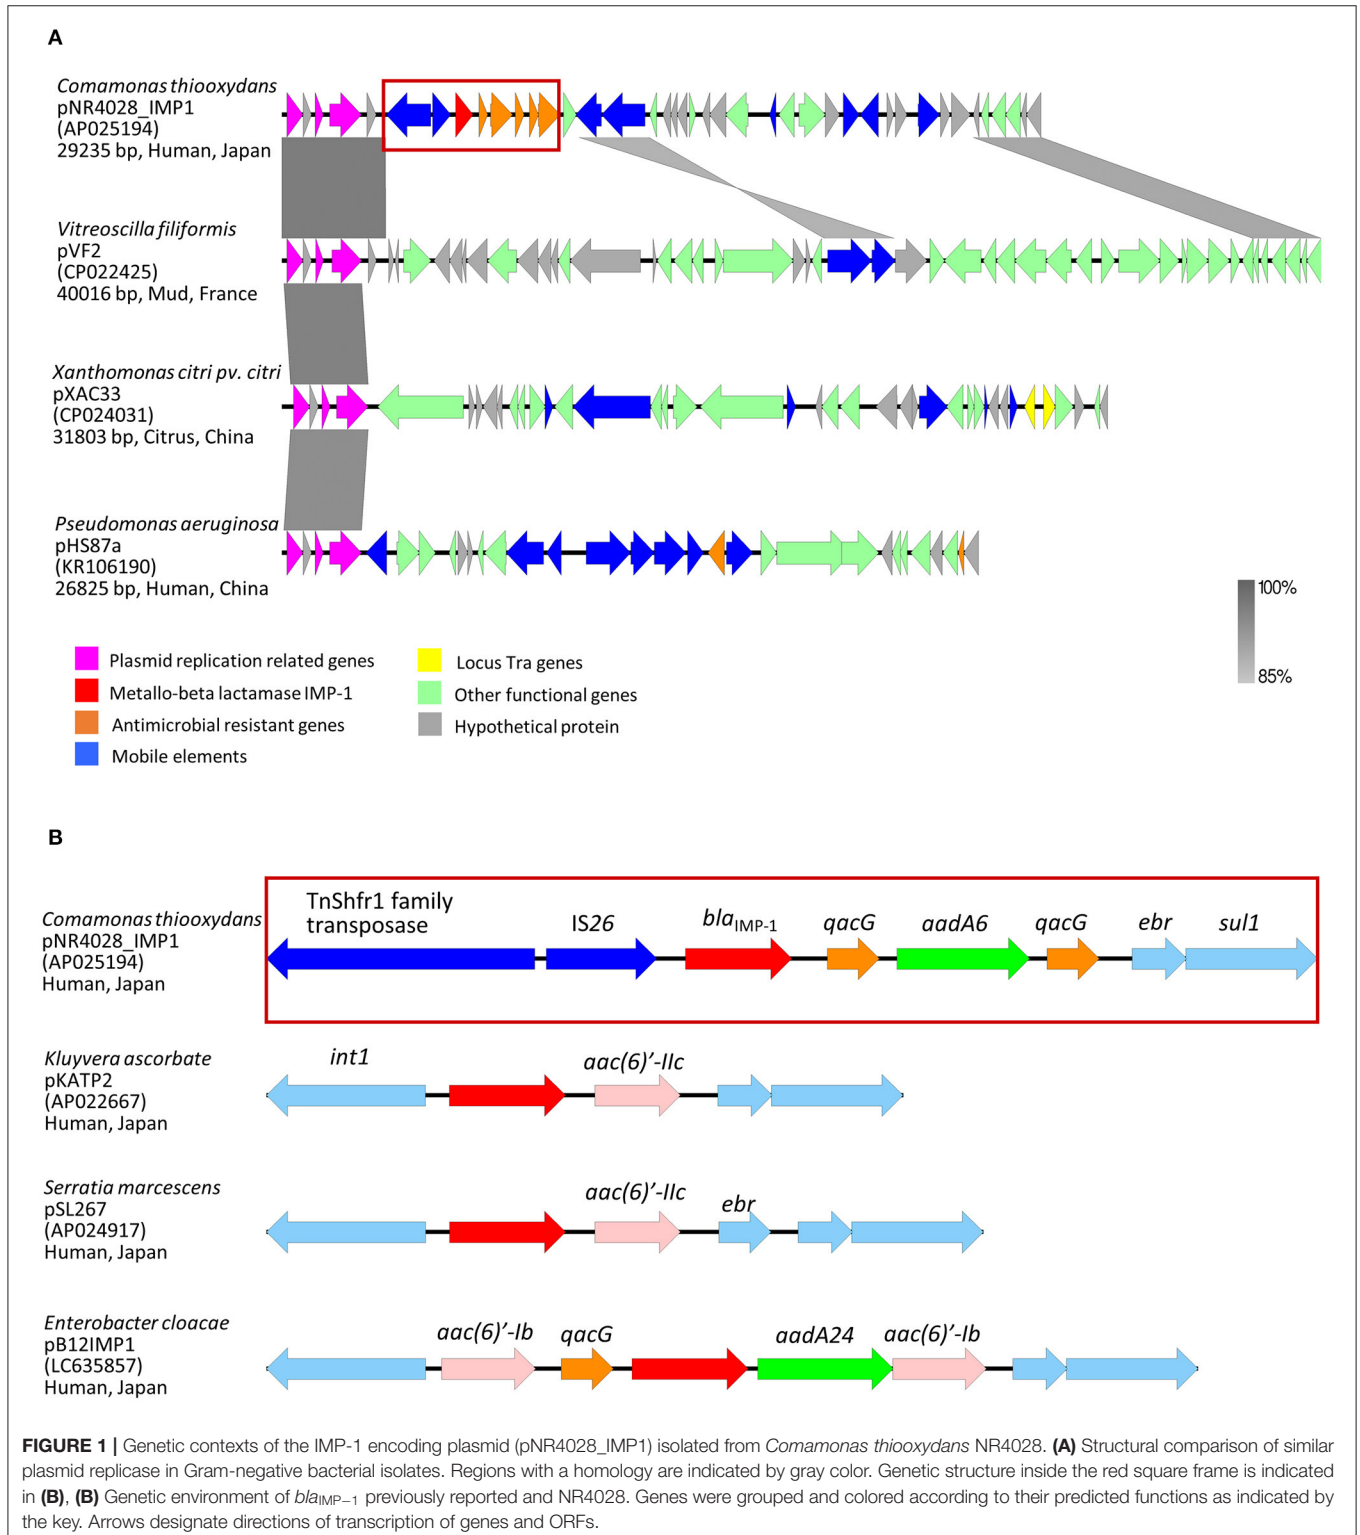 A
Comamonas thiooxydans
pNR4028_IMP1
(AP025194)
29235 bp, Human, Japan
Vitreoscilla filiformis
pVF2
(CP022425)
40016 bp, Mud, France
Xanthomonas citri pv. citri
pXAC33
(CP024031)
31803 bp, Citrus, China
Pseudomonas aeruginosa
pHS87a
(KR106190)
26825 bp, Human, China
100%
85%
Plasmid replication related genes
Metallo-beta lactamase IMP-1
Antimicrobial resistant genes
Mobile elements
Locus Tra genes
Other functional genes
Hypothetical protein
B
Comamonas thiooxydans
pNR4028_IMP1
(AP025194)
Human, Japan
TnShfr1 family
transposase
IS26
blaIMP-1
qacG
aadA6
qacG
ebr
sul1
Kluyvera ascorbate
pKATP2
(AP022667)
Human, Japan
int1
aac(6)'-IIc
Serratia marcescens
pSL267
(AP024917)
Human, Japan
aac(6)'-IIc
ebr
Enterobacter cloacae
pB12IMP1
(LC635857)
Human, Japan
aac(6)'-Ib
qacG
aadA24
aac(6)'-Ib
FIGURE 1 | Genetic contexts of the IMP-1 encoding plasmid (pNR4028_IMP1) isolated from Comamonas thiooxydans NR4028. (A) Structural comparison of similar
plasmid replicase in Gram-negative bacterial isolates. Regions with a homology are indicated by gray color. Genetic structure inside the red square frame is indicated
in (B), (B) Genetic environment of blaIMP−1 previously reported and NR4028. Genes were grouped and colored according to their predicted functions as indicated by
the key. Arrows designate directions of transcription of genes and ORFs.